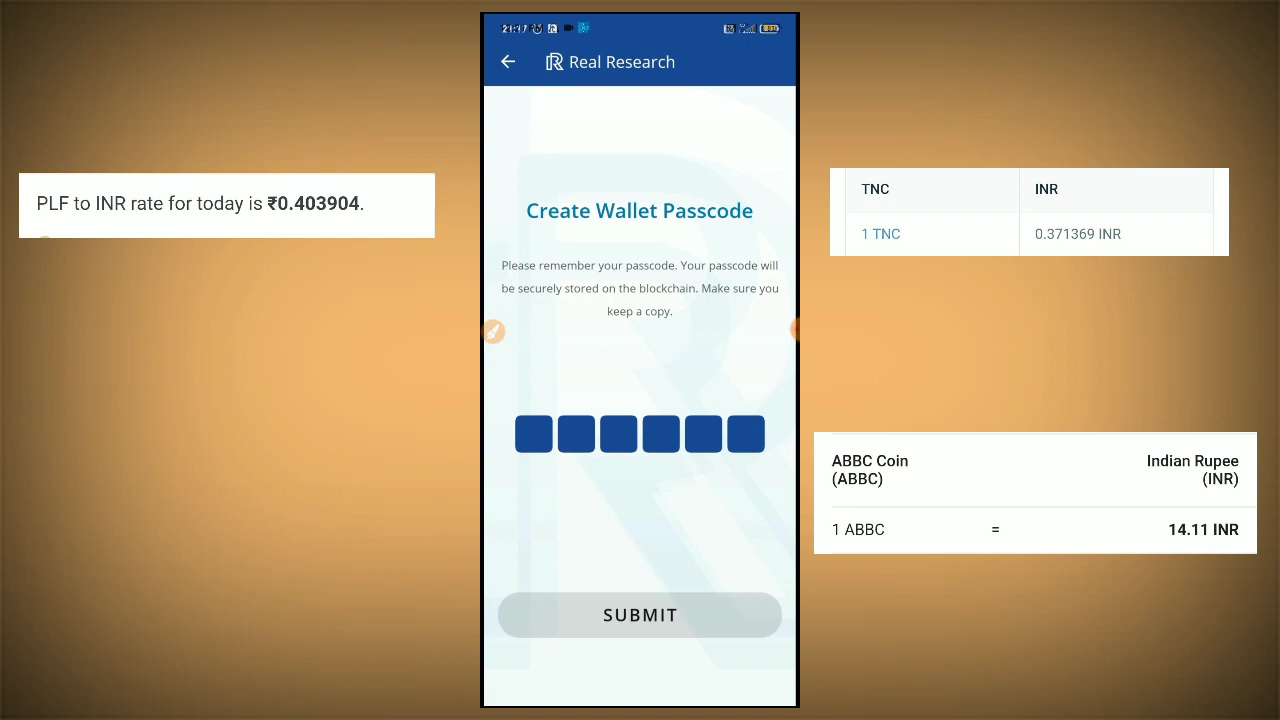 Real Research
PLF to INR rate for today is ₹0.403904.
Create Wallet Passcode
Please remember your passcode. Your passcode will
be securely stored on the blockchain. Make sure you
keep a copy.
SUBMIT
TNC INR
1 TNC 0.371369 INR
ABBC Coin Indian Rupee
(ABBC) (INR)
1 ABBC = 14.11 INR